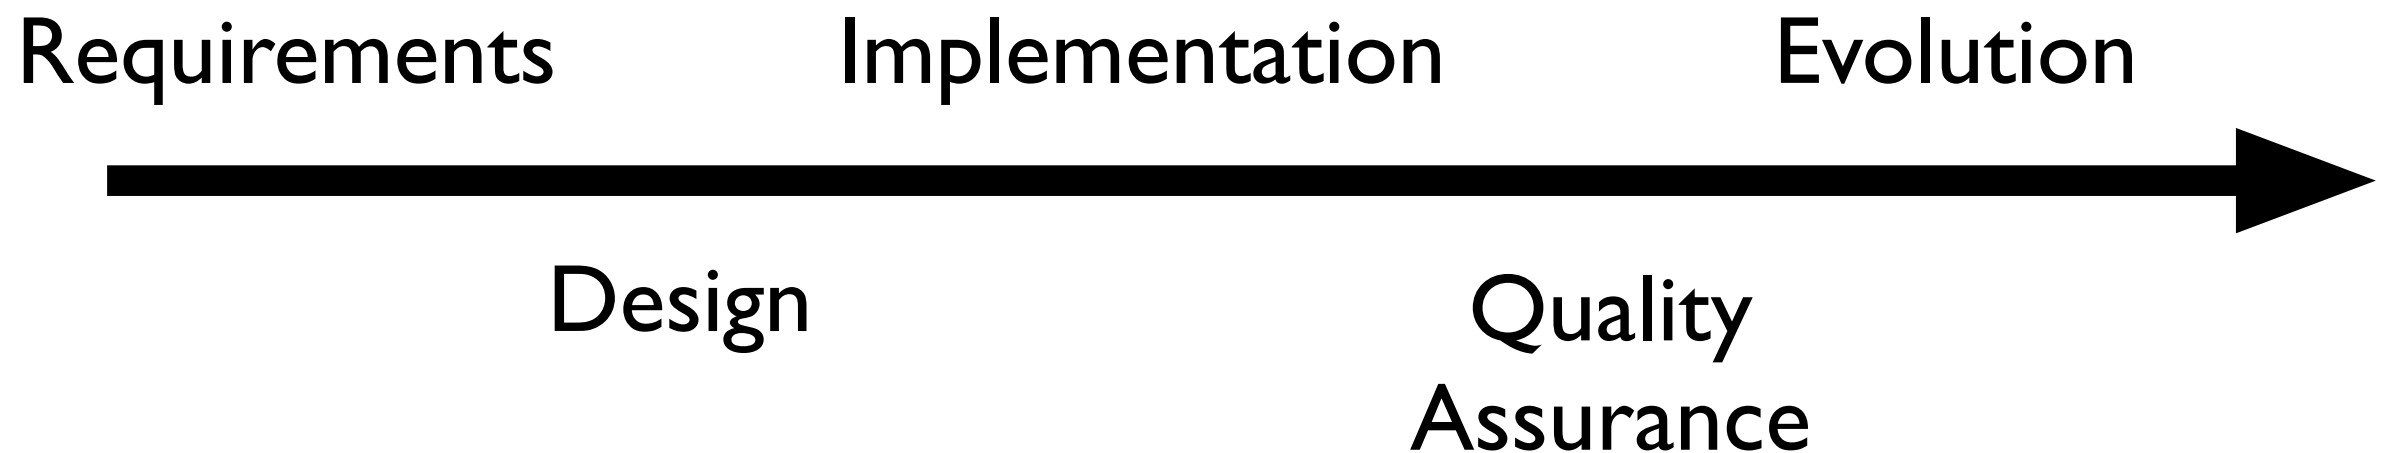 Requirements
Implementation
Evolution
Design
Quality
Assurance